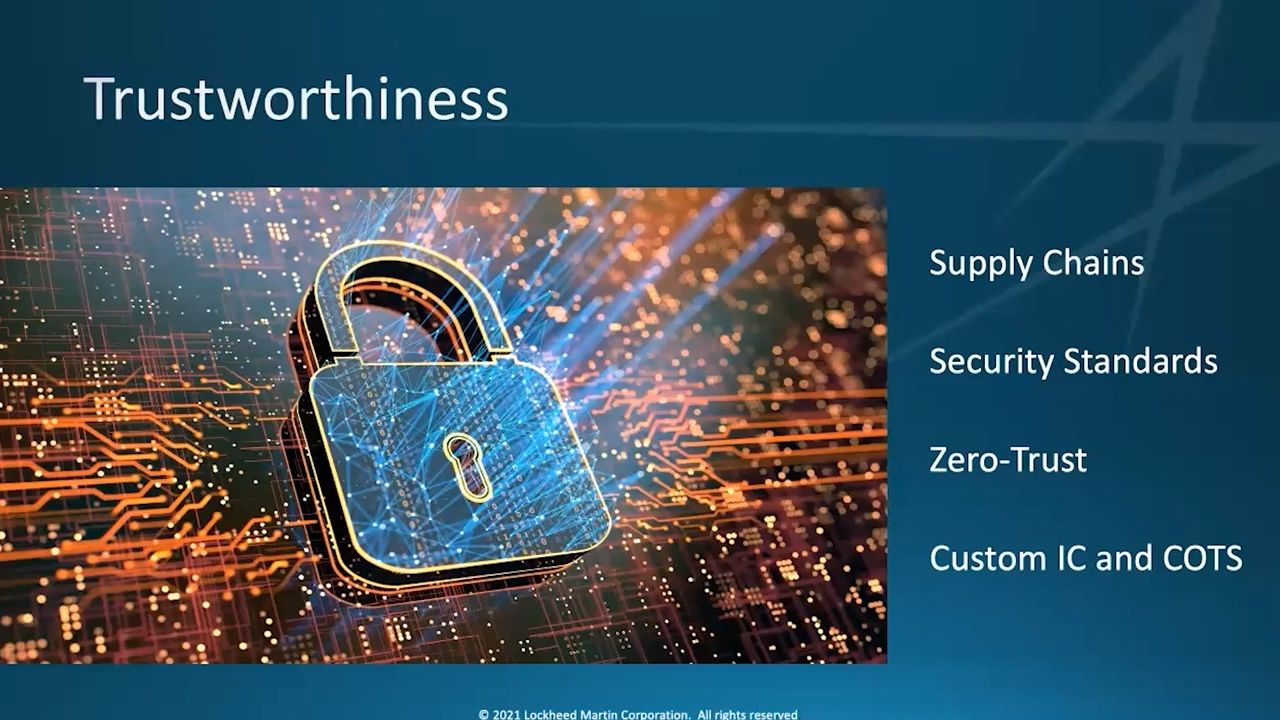 Trustworthiness
Supply Chains
Security Standards
Zero-Trust
Custom IC and COTS
© 2021 Lockheed Martin Corporation. All rights reserved